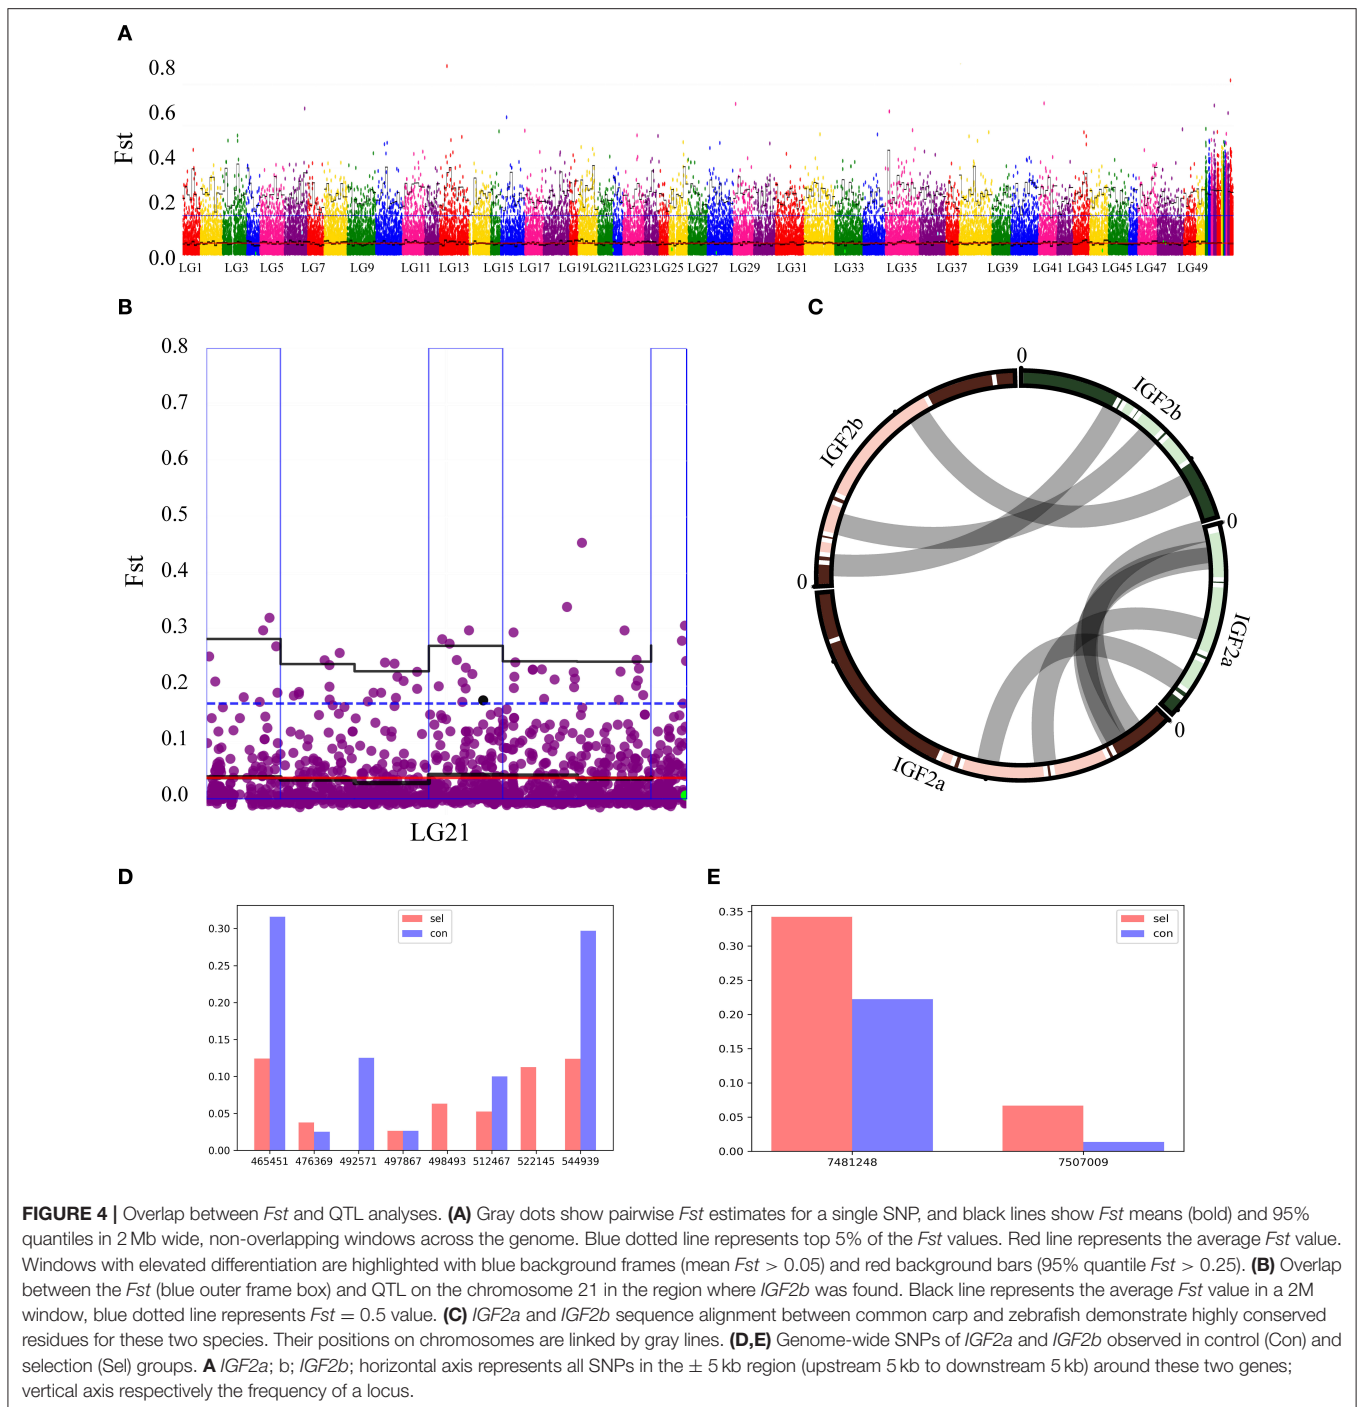 A
0.8
0.6
0.4
0.2
0.0
Fst
LG1 LG3 LG5 LG7 LG9 LG11 LG13 LG15 LG17 LG19 LG21 LG23 LG25 LG27 LG29 LG31 LG33 LG35 LG37 LG39 LG41 LG43 LG45 LG47 LG49
B
0.8
0.7
0.6
0.5
0.4
0.3
0.2
0.1
0.0
Fst
LG21
C
0
IGF2b
IGF2b
0
0
IGF2a
IGF2a
0
D
sel
con
0.30
0.25
0.20
0.15
0.10
0.05
0.00
465451 476369 492571 497867 498493 512467 522145 544939
E
sel
con
0.35
0.30
0.25
0.20
0.15
0.10
0.05
0.00
7481248 7507009
FIGURE 4 | Overlap between Fst and QTL analyses. (A) Gray dots show pairwise Fst estimates for a single SNP, and black lines show Fst means (bold) and 95%
quantiles in 2 Mb wide, non-overlapping windows across the genome. Blue dotted line represents top 5% of the Fst values. Red line represents the average Fst value.
Windows with elevated differentiation are highlighted with blue background frames (mean Fst > 0.05) and red background bars (95% quantile Fst > 0.25). (B) Overlap
between the Fst (blue outer frame box) and QTL on the chromosome 21 in the region where IGF2b was found. Black line represents the average Fst value in a 2M
window, blue dotted line represents Fst = 0.5 value. (C) IGF2a and IGF2b sequence alignment between common carp and zebrafish demonstrate highly conserved
residues for these two species. Their positions on chromosomes are linked by gray lines. (D,E) Genome-wide SNPs of IGF2a and IGF2b observed in control (Con) and
selection (Sel) groups. A IGF2a; b; IGF2b; horizontal axis represents all SNPs in the ± 5 kb region (upstream 5 kb to downstream 5 kb) around these two genes;
vertical axis respectively the frequency of a locus.